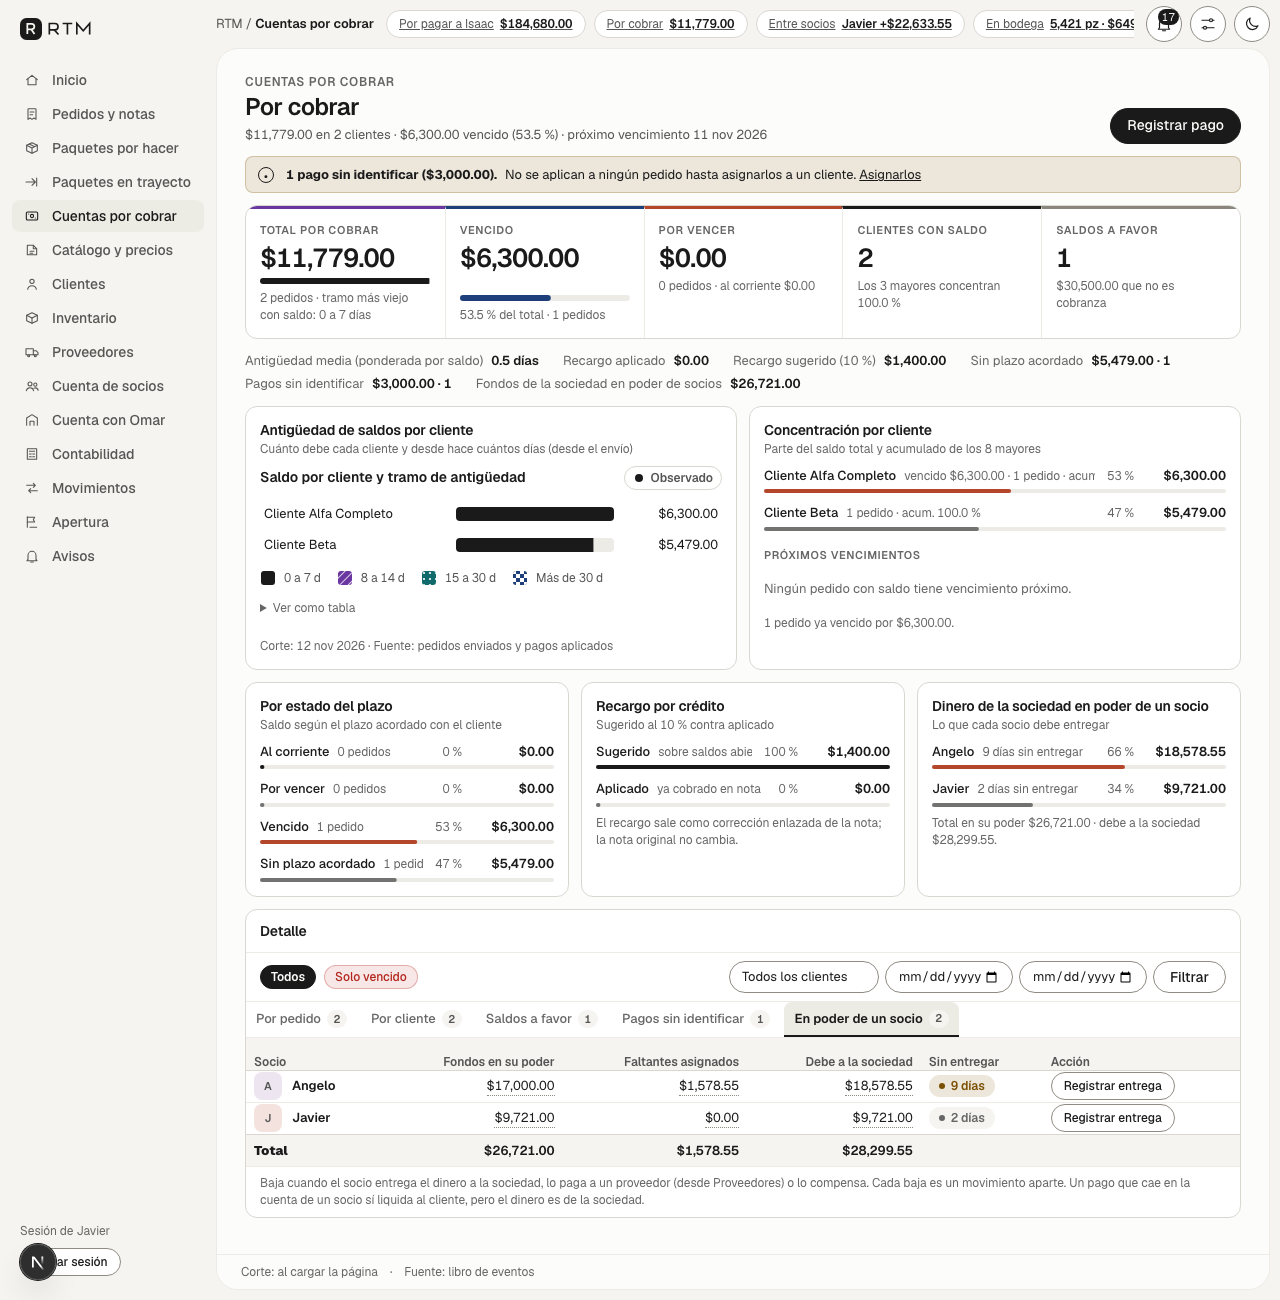 R RTM
RTM / Cuentas por cobrar
Por pagar a Isaac $184,680.00
Por cobrar $11,779.00
Entre socios Javier +$22,633.55
En bodega 5,421 pz · $649
17
Inicio
Pedidos y notas
Paquetes por hacer
Paquetes en trayecto
Cuentas por cobrar
Catálogo y precios
Clientes
Inventario
Proveedores
Cuenta de socios
Cuenta con Omar
Contabilidad
Movimientos
Apertura
Avisos
Sesión de Javier
N ar sesión
CUENTAS POR COBRAR
Por cobrar
$11,779.00 en 2 clientes · $6,300.00 vencido (53.5 %) · próximo vencimiento 11 nov 2026
Registrar pago
1 pago sin identificar ($3,000.00). No se aplican a ningún pedido hasta asignarlos a un cliente. Asignarlos
TOTAL POR COBRAR
$11,779.00
2 pedidos · tramo más viejo
con saldo: 0 a 7 días
VENCIDO
$6,300.00
53.5 % del total · 1 pedidos
POR VENCER
$0.00
0 pedidos · al corriente $0.00
CLIENTES CON SALDO
2
Los 3 mayores concentran
100.0 %
SALDOS A FAVOR
1
$30,500.00 que no es
cobranza
Antigüedad media (ponderada por saldo) 0.5 días Recargo aplicado $0.00 Recargo sugerido (10 %) $1,400.00 Sin plazo acordado $5,479.00 · 1
Pagos sin identificar $3,000.00 · 1 Fondos de la sociedad en poder de socios $26,721.00
Antigüedad de saldos por cliente
Cuánto debe cada cliente y desde hace cuántos días (desde el envío)
Saldo por cliente y tramo de antigüedad
Observado
Cliente Alfa Completo $6,300.00
Cliente Beta $5,479.00
0 a 7 d 8 a 14 d 15 a 30 d Más de 30 d
Ver como tabla
Corte: 12 nov 2026 · Fuente: pedidos enviados y pagos aplicados
Concentración por cliente
Parte del saldo total y acumulado de los 8 mayores
Cliente Alfa Completo vencido $6,300.00 · 1 pedido · acum 53 % $6,300.00
Cliente Beta 1 pedido · acum. 100.0 % 47 % $5,479.00
PRÓXIMOS VENCIMIENTOS
Ningún pedido con saldo tiene vencimiento próximo.
1 pedido ya vencido por $6,300.00.
Por estado del plazo
Saldo según el plazo acordado con el cliente
Al corriente 0 pedidos 0 % $0.00
Por vencer 0 pedidos 0 % $0.00
Vencido 1 pedido 53 % $6,300.00
Sin plazo acordado 1 pedid 47 % $5,479.00
Recargo por crédito
Sugerido al 10 % contra aplicado
Sugerido sobre saldos abie 100 % $1,400.00
Aplicado ya cobrado en nota 0 % $0.00
El recargo sale como corrección enlazada de la nota;
la nota original no cambia.
Dinero de la sociedad en poder de un socio
Lo que cada socio debe entregar
Angelo 9 días sin entregar 66 % $18,578.55
Javier 2 días sin entregar 34 % $9,721.00
Total en su poder $26,721.00 · debe a la sociedad
$28,299.55.
Detalle
Todos Solo vencido
Todos los clientes mm/dd/yyyy mm/dd/yyyy Filtrar
Por pedido 2 Por cliente 2 Saldos a favor 1 Pagos sin identificar 1 En poder de un socio 2
Socio Fondos en su poder Faltantes asignados Debe a la sociedad Sin entregar Acción
A Angelo $17,000.00 $1,578.55 $18,578.55 9 días Registrar entrega
J Javier $9,721.00 $0.00 $9,721.00 2 días Registrar entrega
Total $26,721.00 $1,578.55 $28,299.55
Baja cuando el socio entrega el dinero a la sociedad, lo paga a un proveedor (desde Proveedores) o lo compensa. Cada baja es un movimiento aparte. Un pago que cae en la
cuenta de un socio sí liquida al cliente, pero el dinero es de la sociedad.
Corte: al cargar la página · Fuente: libro de eventos